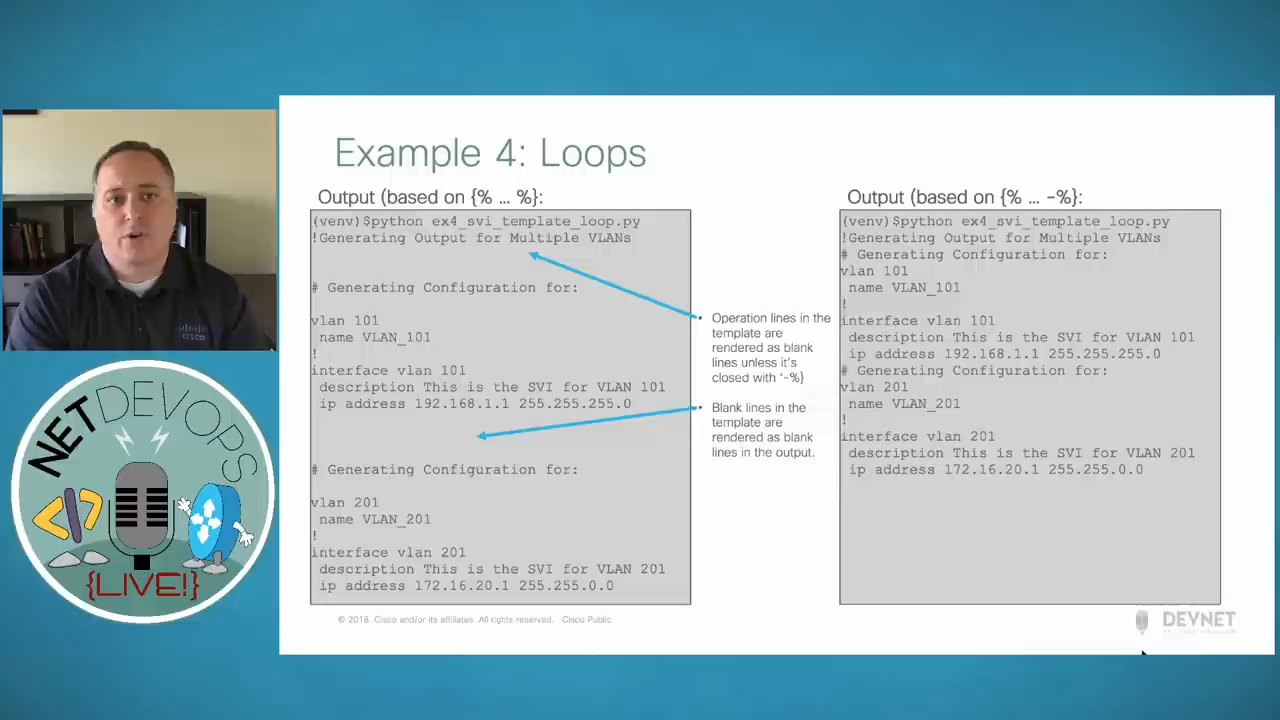 Example 4: Loops
Output (based on {% … %}:
(venv)$python ex4_svi_template_loop.py
!Generating Output for Multiple VLANs
# Generating Configuration for:
vlan 101
name VLAN_101
!
interface vlan 101
description This is the SVI for VLAN 101
ip address 192.168.1.1 255.255.255.0
# Generating Configuration for:
vlan 201
name VLAN_201
!
interface vlan 201
description This is the SVI for VLAN 201
ip address 172.16.20.1 255.255.0.0
• Operation lines in the
template are
rendered as blank
lines unless it's
closed with '-%}
• Blank lines in the
template are
rendered as blank
lines in the output.
Output (based on {% … -%}:
(venv)$python ex4_svi_template_loop.py
!Generating Output for Multiple VLANs
# Generating Configuration for:
vlan 101
name VLAN_101
!
interface vlan 101
description This is the SVI for VLAN 101
ip address 192.168.1.1 255.255.255.0
# Generating Configuration for:
vlan 201
name VLAN_201
!
interface vlan 201
description This is the SVI for VLAN 201
ip address 172.16.20.1 255.255.0.0
© 2018 Cisco and/or its affiliates. All rights reserved. Cisco Public
DEVNET
cisco
NETDEVOPS
</>
{LIVE!}